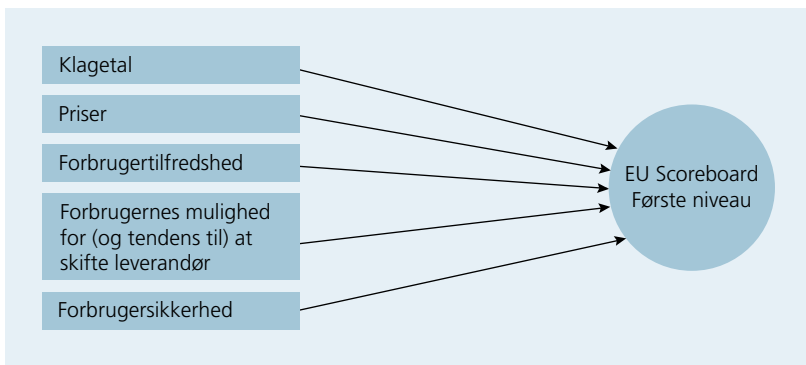 Klagetal
Priser
Forbrugertilfredshed
Forbrugernes mulighed
for (og tendens til) at
skifte leverandør
Forbrugersikkerhed
EU Scoreboard
Første niveau